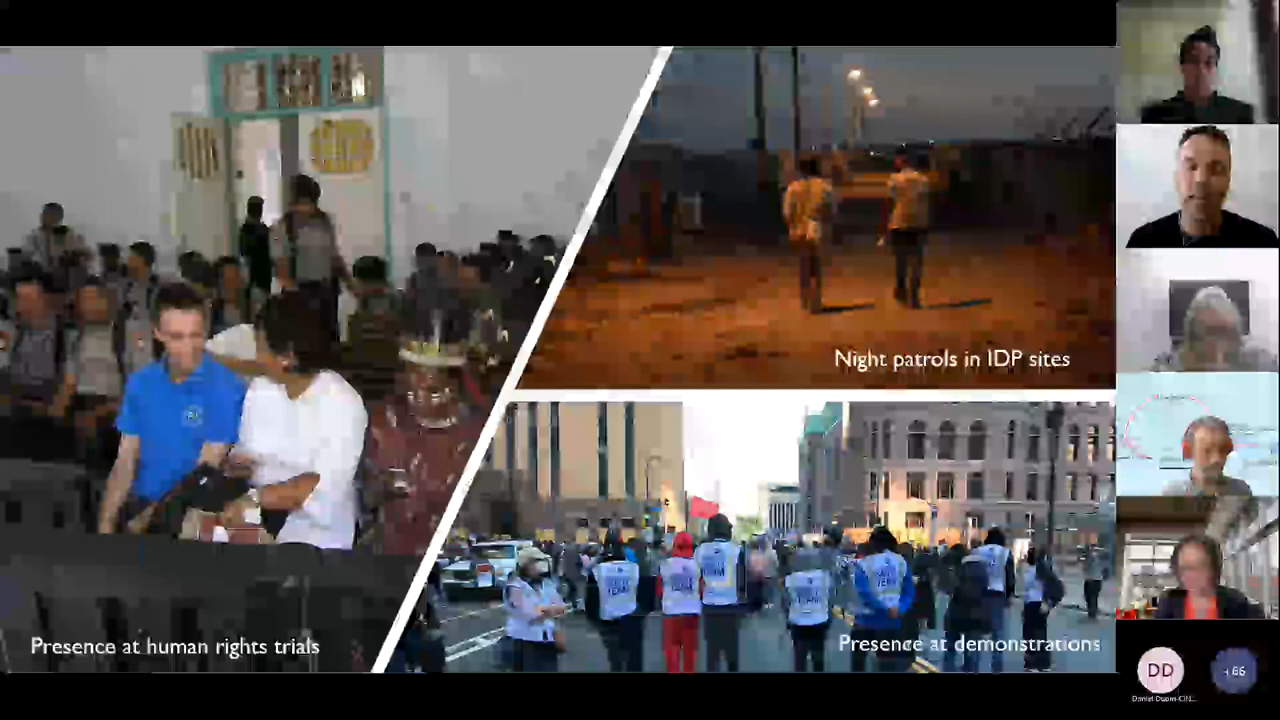 Night patrols in IDP sites
Presence at human rights trials
Presence at demonstrations
DD
+66